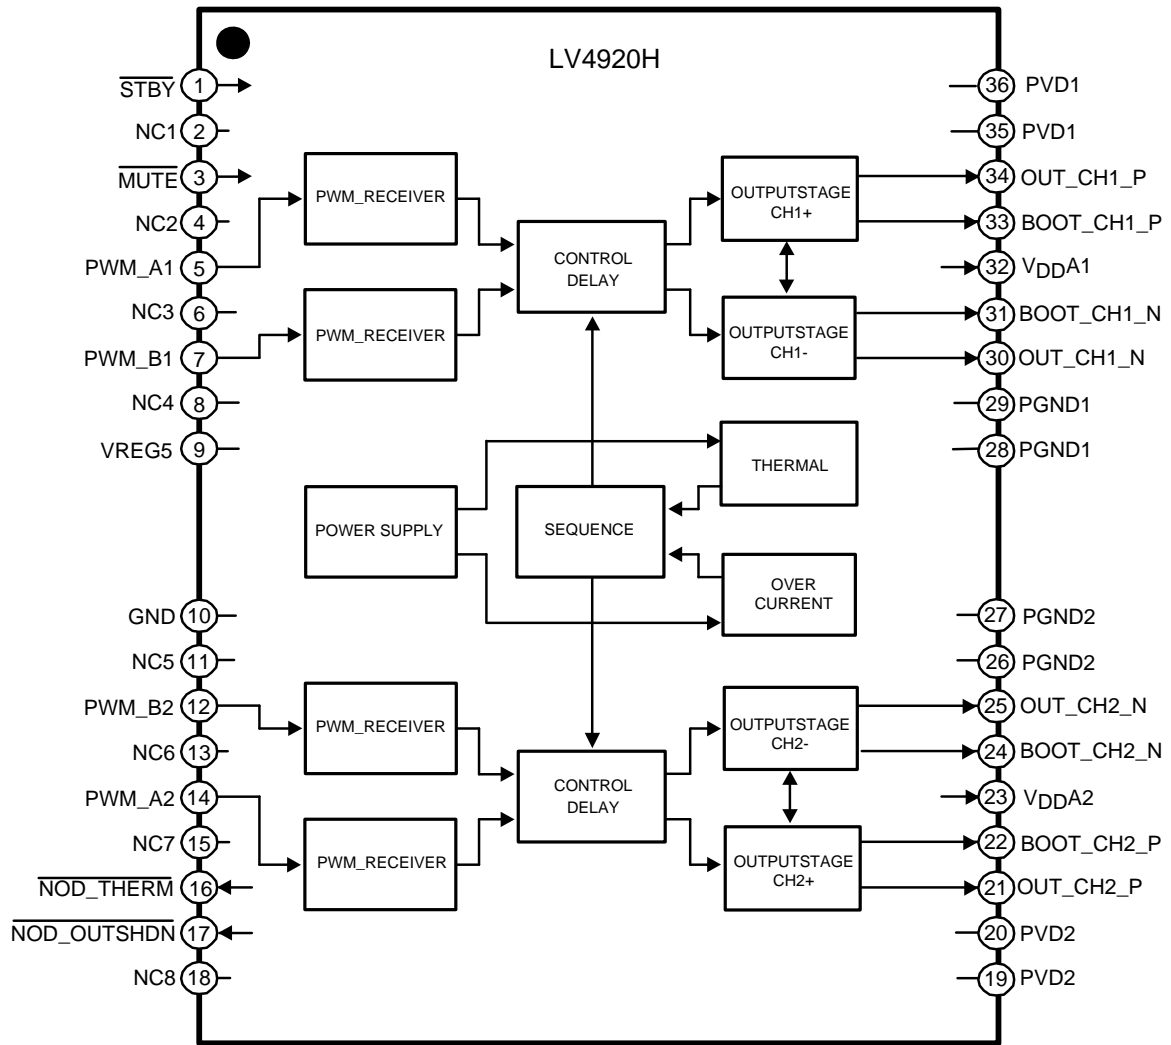 LV4920H
STBY 1
NC1 2
MUTE 3
NC2 4
PWM_A1 5
NC3 6
PWM_B1 7
NC4 8
VREG5 9
GND 10
NC5 11
PWM_B2 12
NC6 13
PWM_A2 14
NC7 15
NOD_THERM 16
NOD_OUTSHDN 17
NC8 18
PWM_RECEIVER
PWM_RECEIVER
CONTROL
DELAY
OUTPUTSTAGE
CH1+
OUTPUTSTAGE
CH1-
POWER SUPPLY
SEQUENCE
THERMAL
OVER
CURRENT
PWM_RECEIVER
PWM_RECEIVER
CONTROL
DELAY
OUTPUTSTAGE
CH2-
OUTPUTSTAGE
CH2+
36 PVD1
35 PVD1
34 OUT_CH1_P
33 BOOT_CH1_P
32 VDDA1
31 BOOT_CH1_N
30 OUT_CH1_N
29 PGND1
28 PGND1
27 PGND2
26 PGND2
25 OUT_CH2_N
24 BOOT_CH2_N
23 VDDA2
22 BOOT_CH2_P
21 OUT_CH2_P
20 PVD2
19 PVD2